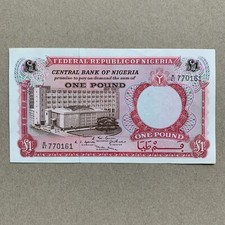 FEDERAL REPUBLIC OF NIGERIA
£1
£1
CENTRAL BANK OF NIGERIA
promise to pay on demand the sum of
ONE POUND
770161
770161
ONE POUND
£1
£1